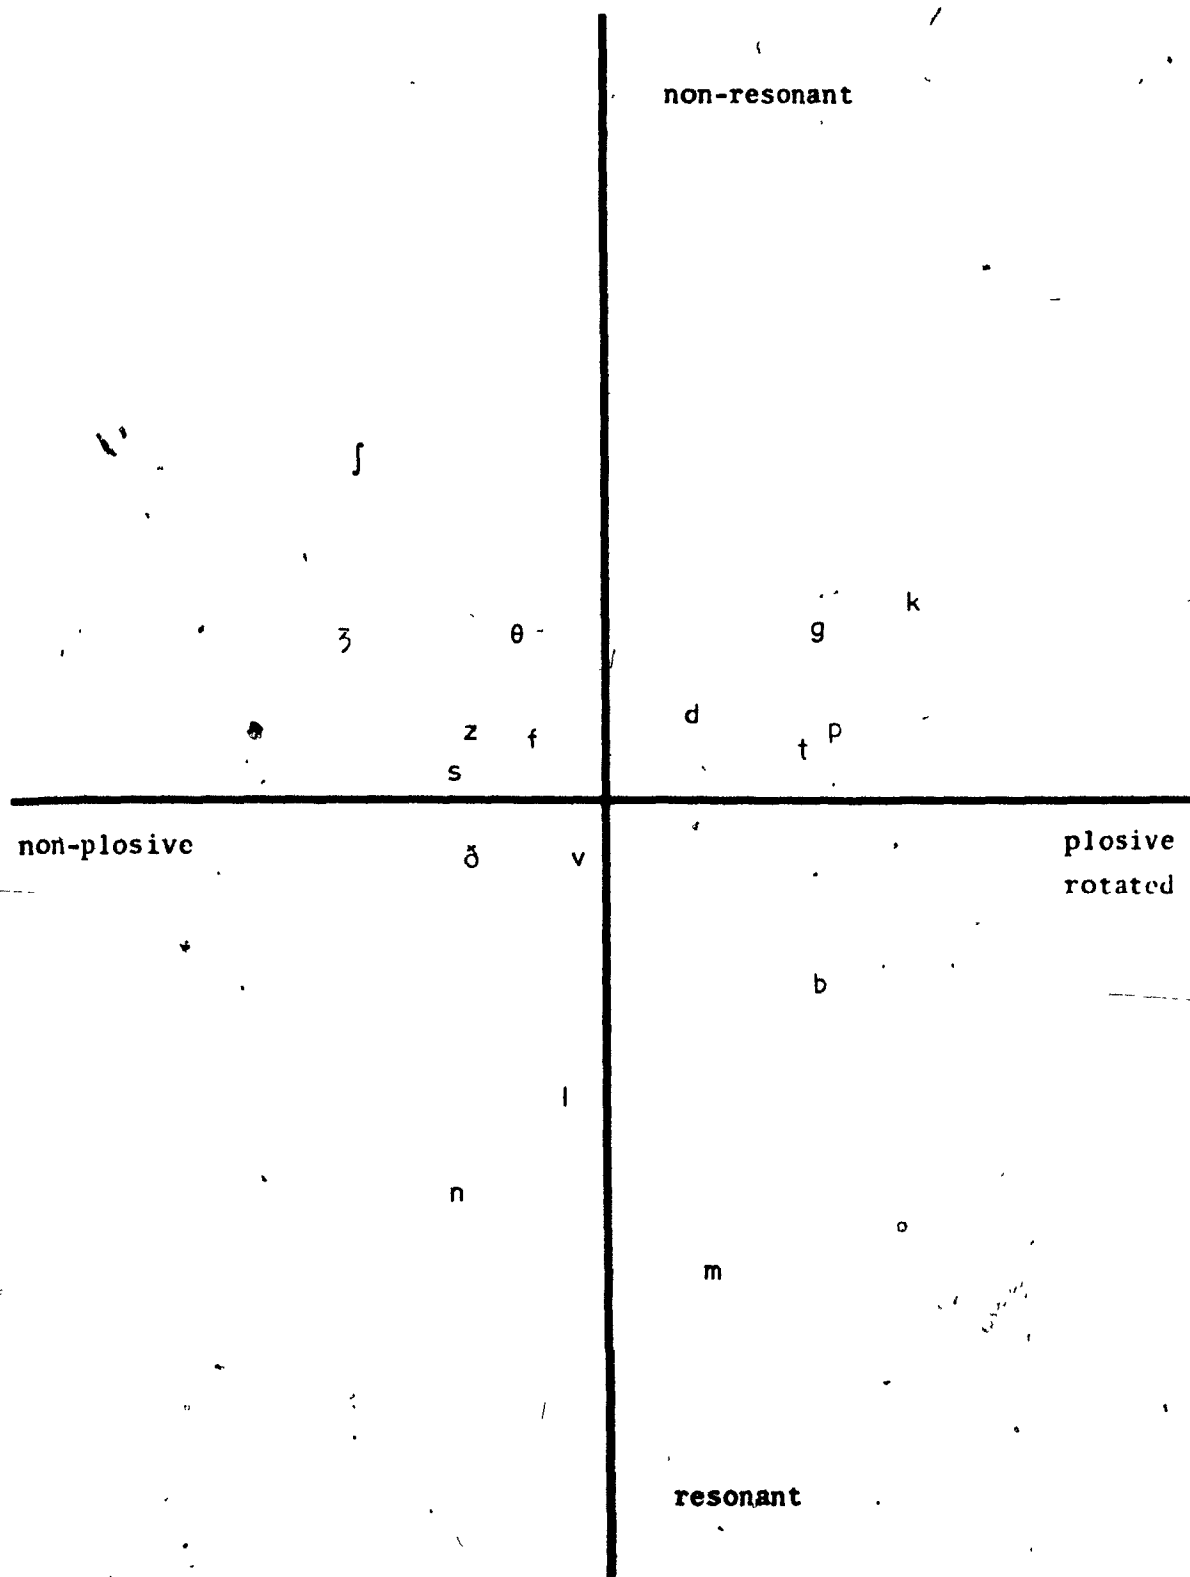 non-resonant
ʃ
k
ʒ θ g
d
z f t p
s
non-plosive ð v plosive
rotated
b
l
n
m
resonant